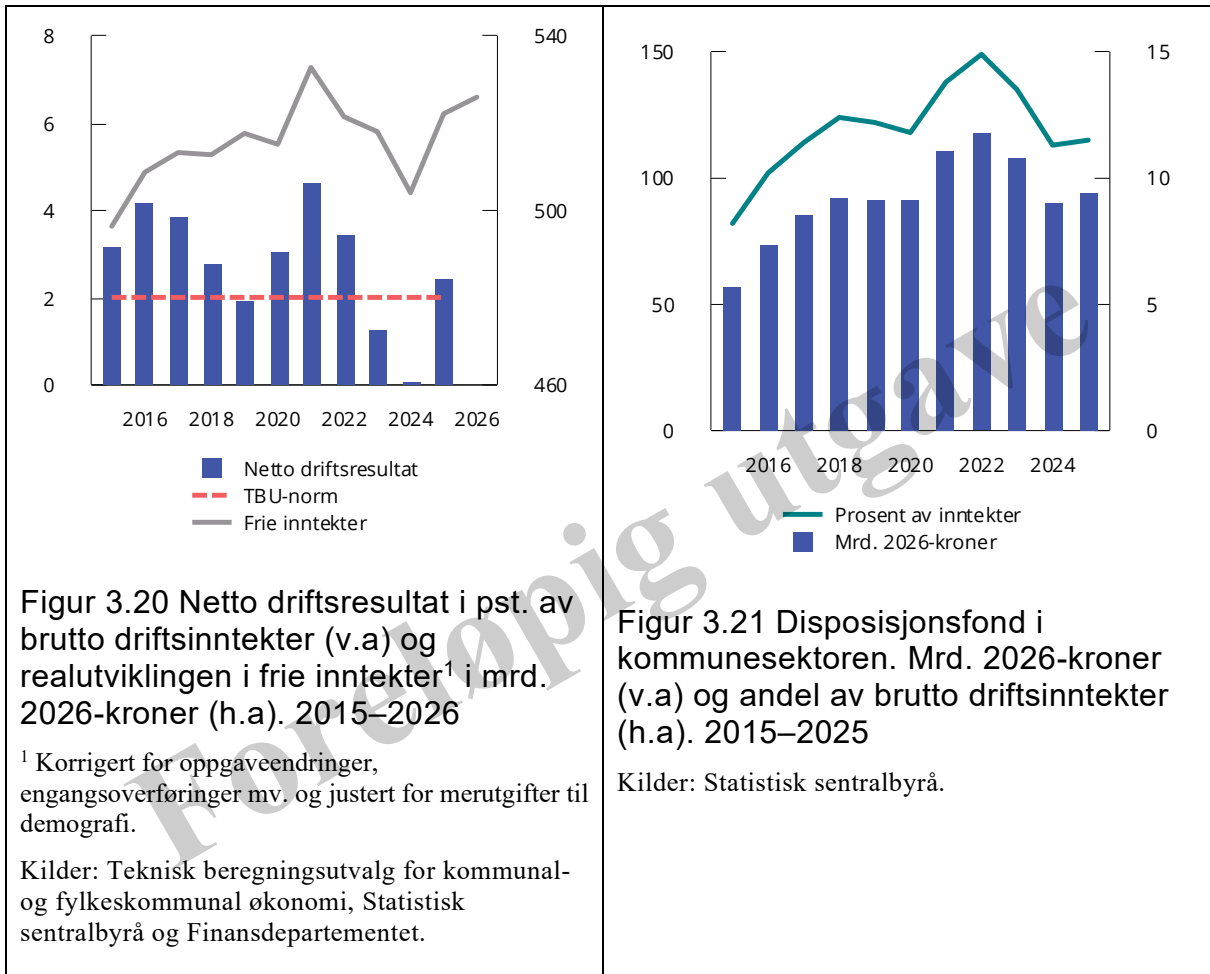 8
6
4
2
0
540
500
460
2016 2018 2020 2022 2024 2026
Netto driftsresultat
TBU-norm
Frie inntekter
Figur 3.20 Netto driftsresultat i pst. av
brutto driftsinntekter (v.a) og
realutviklingen i frie inntekter¹ i mrd.
2026-kroner (h.a). 2015–2026
¹ Korrigert for oppgaveendringer,
engangsoverføringer mv. og justert for merutgifter til
demografi.
Kilder: Teknisk beregningsutvalg for kommunal-
og fylkeskommunal økonomi, Statistisk
sentralbyrå og Finansdepartementet.
150
100
50
0
15
10
5
0
2016 2018 2020 2022 2024
Prosent av inntekter
Mrd. 2026-kroner
Figur 3.21 Disposisjonsfond i
kommunesektoren. Mrd. 2026-kroner
(v.a) og andel av brutto driftsinntekter
(h.a). 2015–2025
Kilder: Statistisk sentralbyrå.
Foreløpig utgave